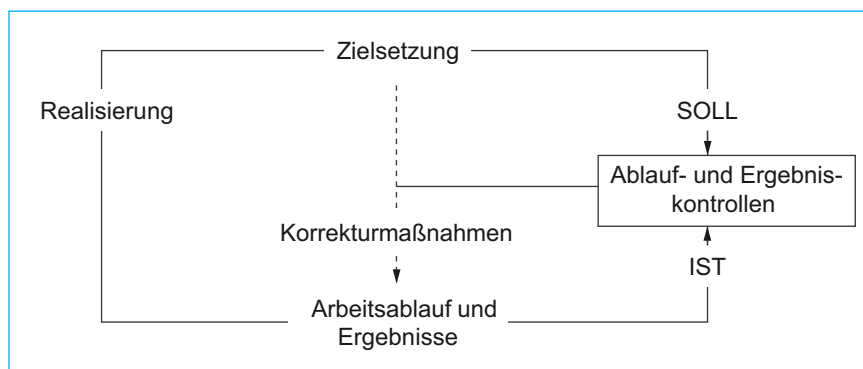 Zielsetzung
Realisierung
SOLL
Ablauf- und Ergebnis-
kontrollen
Korrekturmaßnahmen
IST
Arbeitsablauf und
Ergebnisse